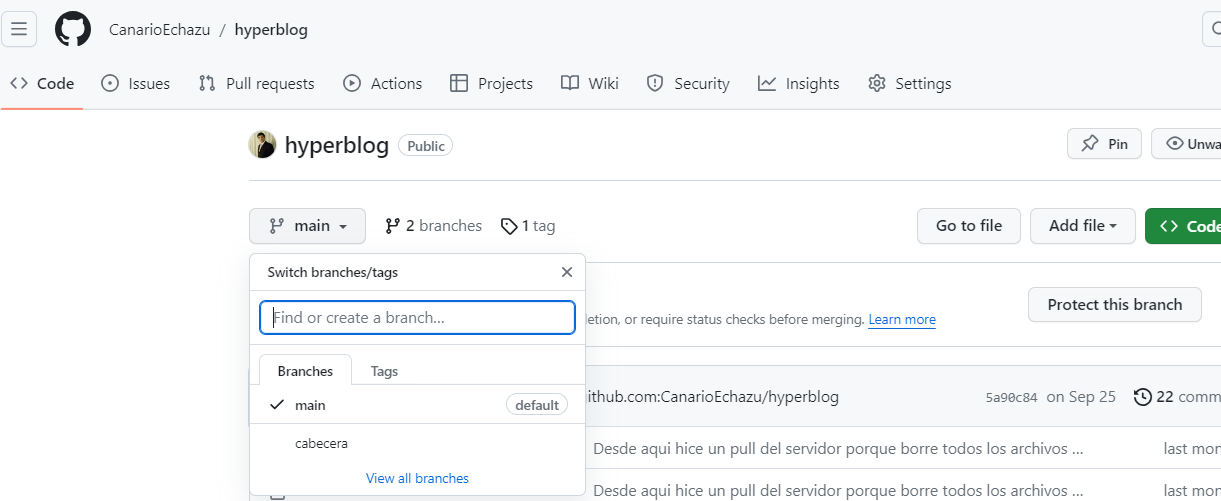 CanarioEchazu / hyperblog
Code Issues Pull requests Actions Projects Wiki Security Insights Settings
hyperblog Public Pin Unwa
main 2 branches 1 tag Go to file Add file Code
Switch branches/tags
Find or create a branch...
Protect this branch
letion, or require status checks before merging. Learn more
Branches Tags
main default
github.com:CanarioEchazu/hyperblog 5a90c84 on Sep 25 22 comm
cabecera
Desde aqui hice un pull del servidor porque borre todos los archivos ... last mon
View all branches
Desde aqui hice un pull del servidor porque borre todos los archivos ... last mon